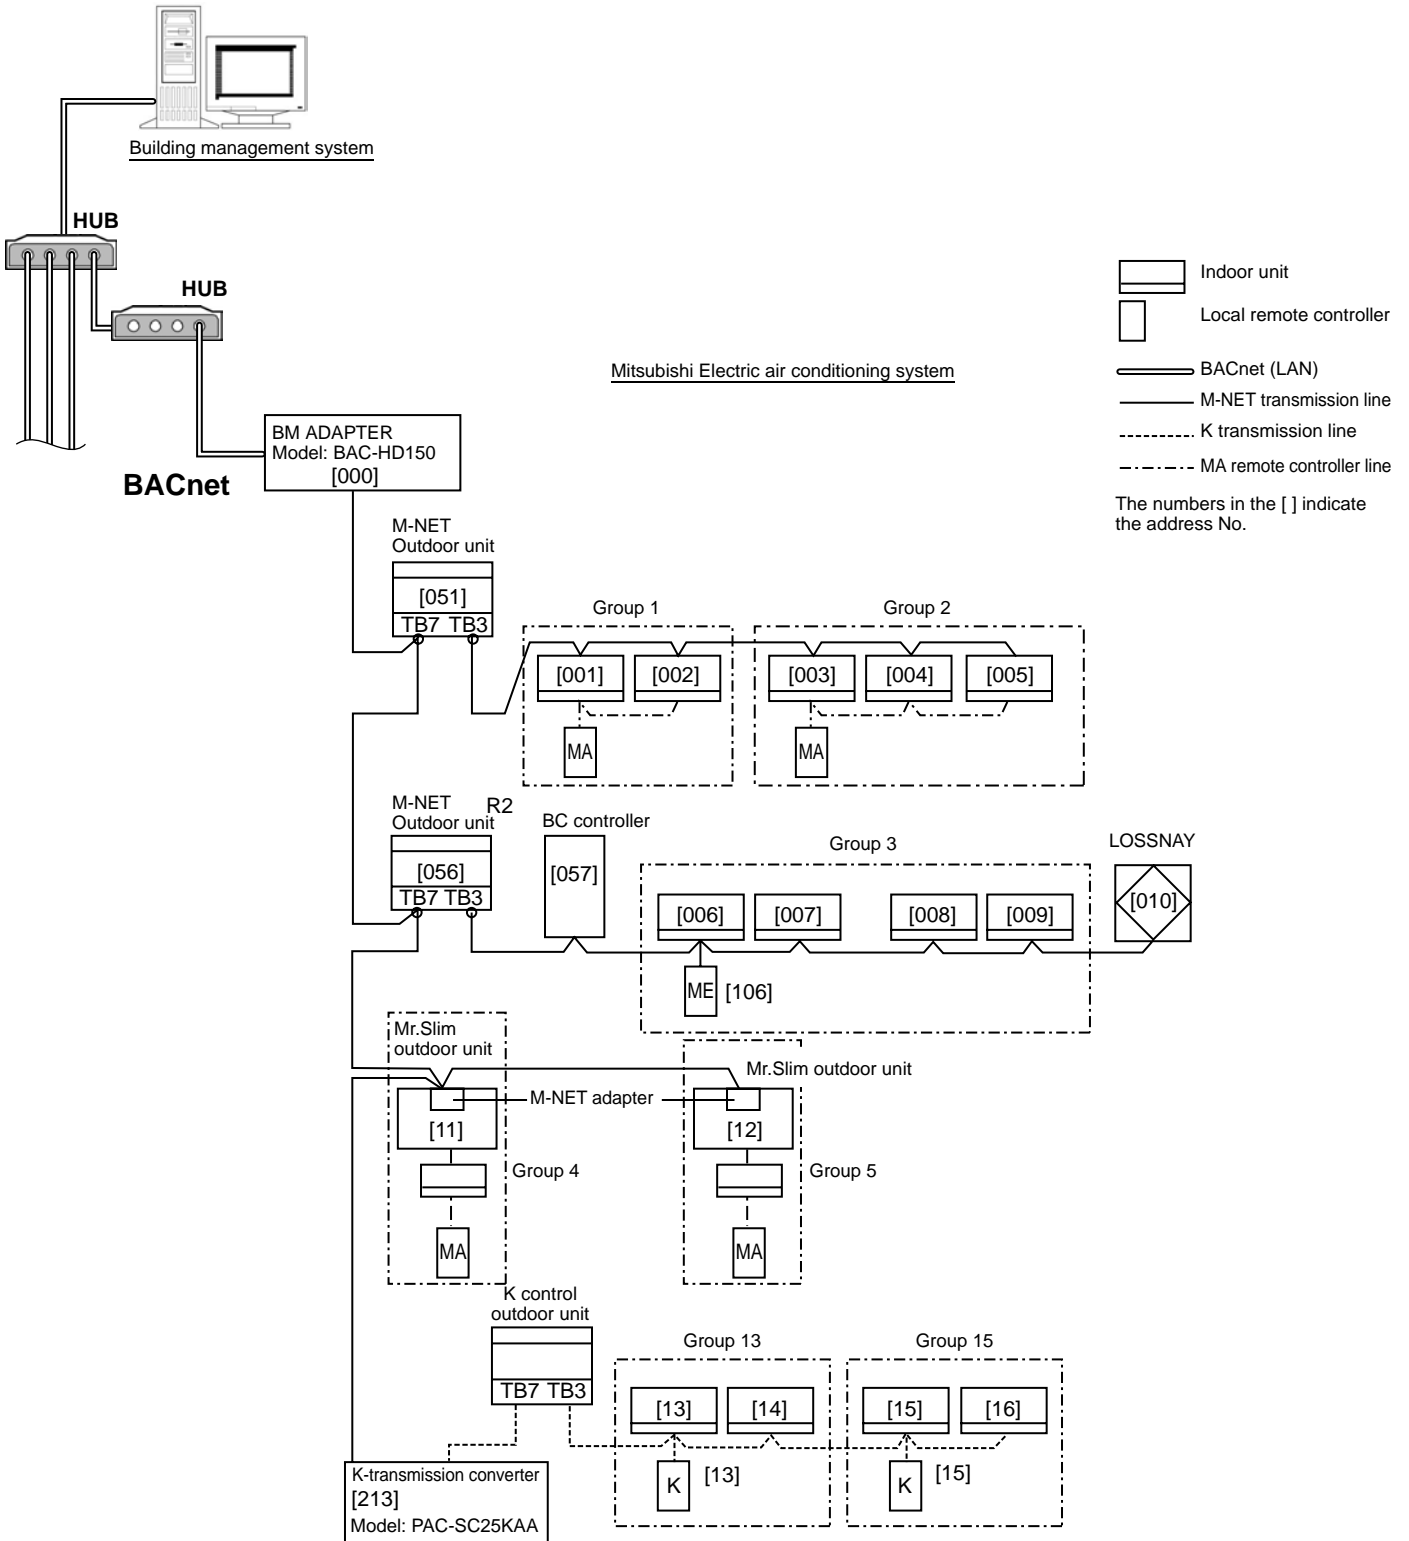 Building management system
HUB
HUB
Mitsubishi Electric air conditioning system
Indoor unit
Local remote controller
BACnet (LAN)
M-NET transmission line
K transmission line
MA remote controller line
The numbers in the [ ] indicate
the address No.
BM ADAPTER
Model: BAC-HD150
[000]
BACnet
M-NET
Outdoor unit
[051]
TB7 TB3
Group 1
[001] [002]
MA
Group 2
[003] [004] [005]
MA
M-NET R2
Outdoor unit
[056]
TB7 TB3
BC controller
[057]
Group 3
[006] [007] [008] [009]
ME [106]
LOSSNAY
[010]
Mr.Slim
outdoor unit
M-NET adapter
[11]
Group 4
MA
Mr.Slim outdoor unit
[12]
Group 5
MA
K control
outdoor unit
TB7 TB3
Group 13
[13] [14]
K [13]
Group 15
[15] [16]
K [15]
K-transmission converter
[213]
Model: PAC-SC25KAA